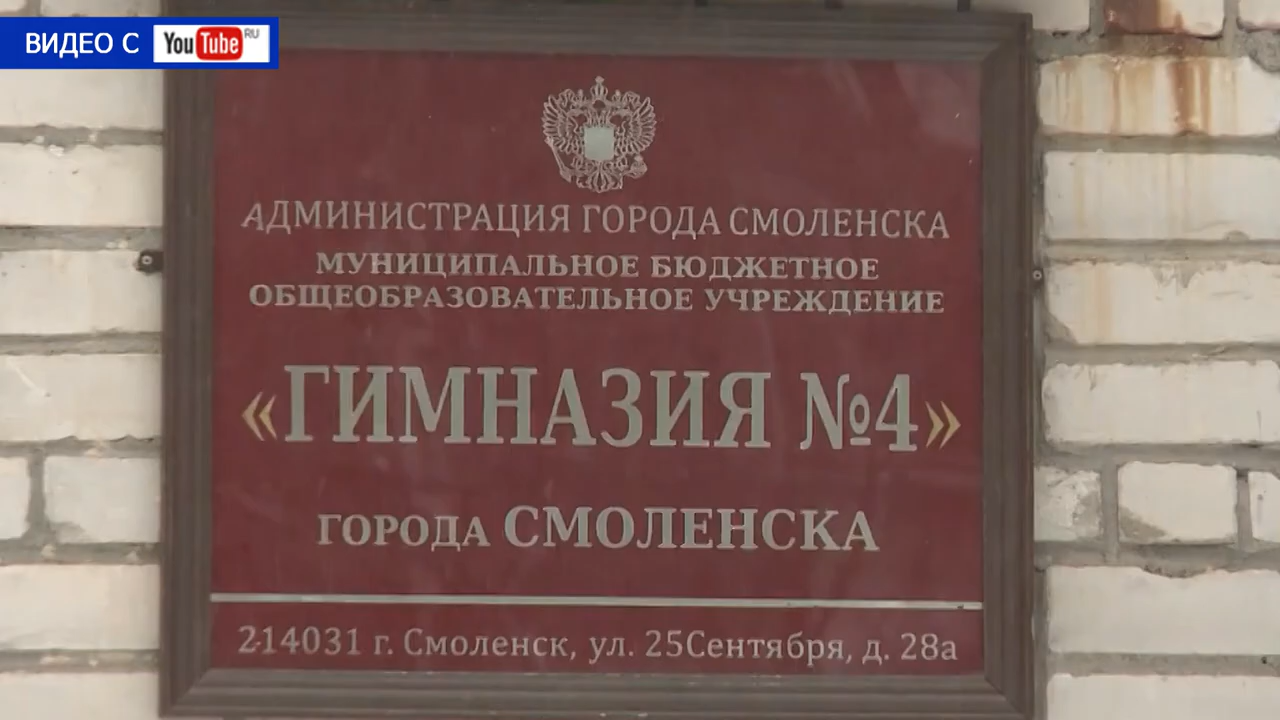 ВИДЕО С YouTube RU
АДМИНИСТРАЦИЯ ГОРОДА СМОЛЕНСКА
МУНИЦИПАЛЬНОЕ БЮДЖЕТНОЕ
ОБЩЕОБРАЗОВАТЕЛЬНОЕ УЧРЕЖДЕНИЕ
«ГИМНАЗИЯ №4»
ГОРОДА СМОЛЕНСКА
214031 г. Смоленск, ул. 25Сентября, д. 28а